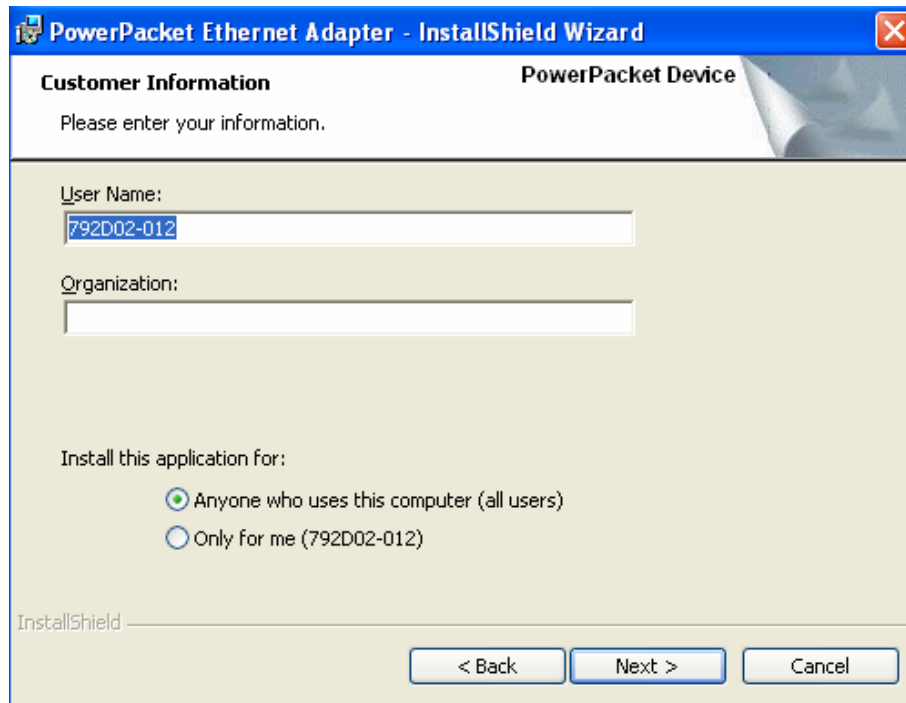 PowerPacket Ethernet Adapter - InstallShield Wizard
Customer Information
PowerPacket Device
Please enter your information.
User Name:
792D02-012
Organization:
Install this application for:
Anyone who uses this computer (all users)
Only for me (792D02-012)
InstallShield
< Back
Next >
Cancel